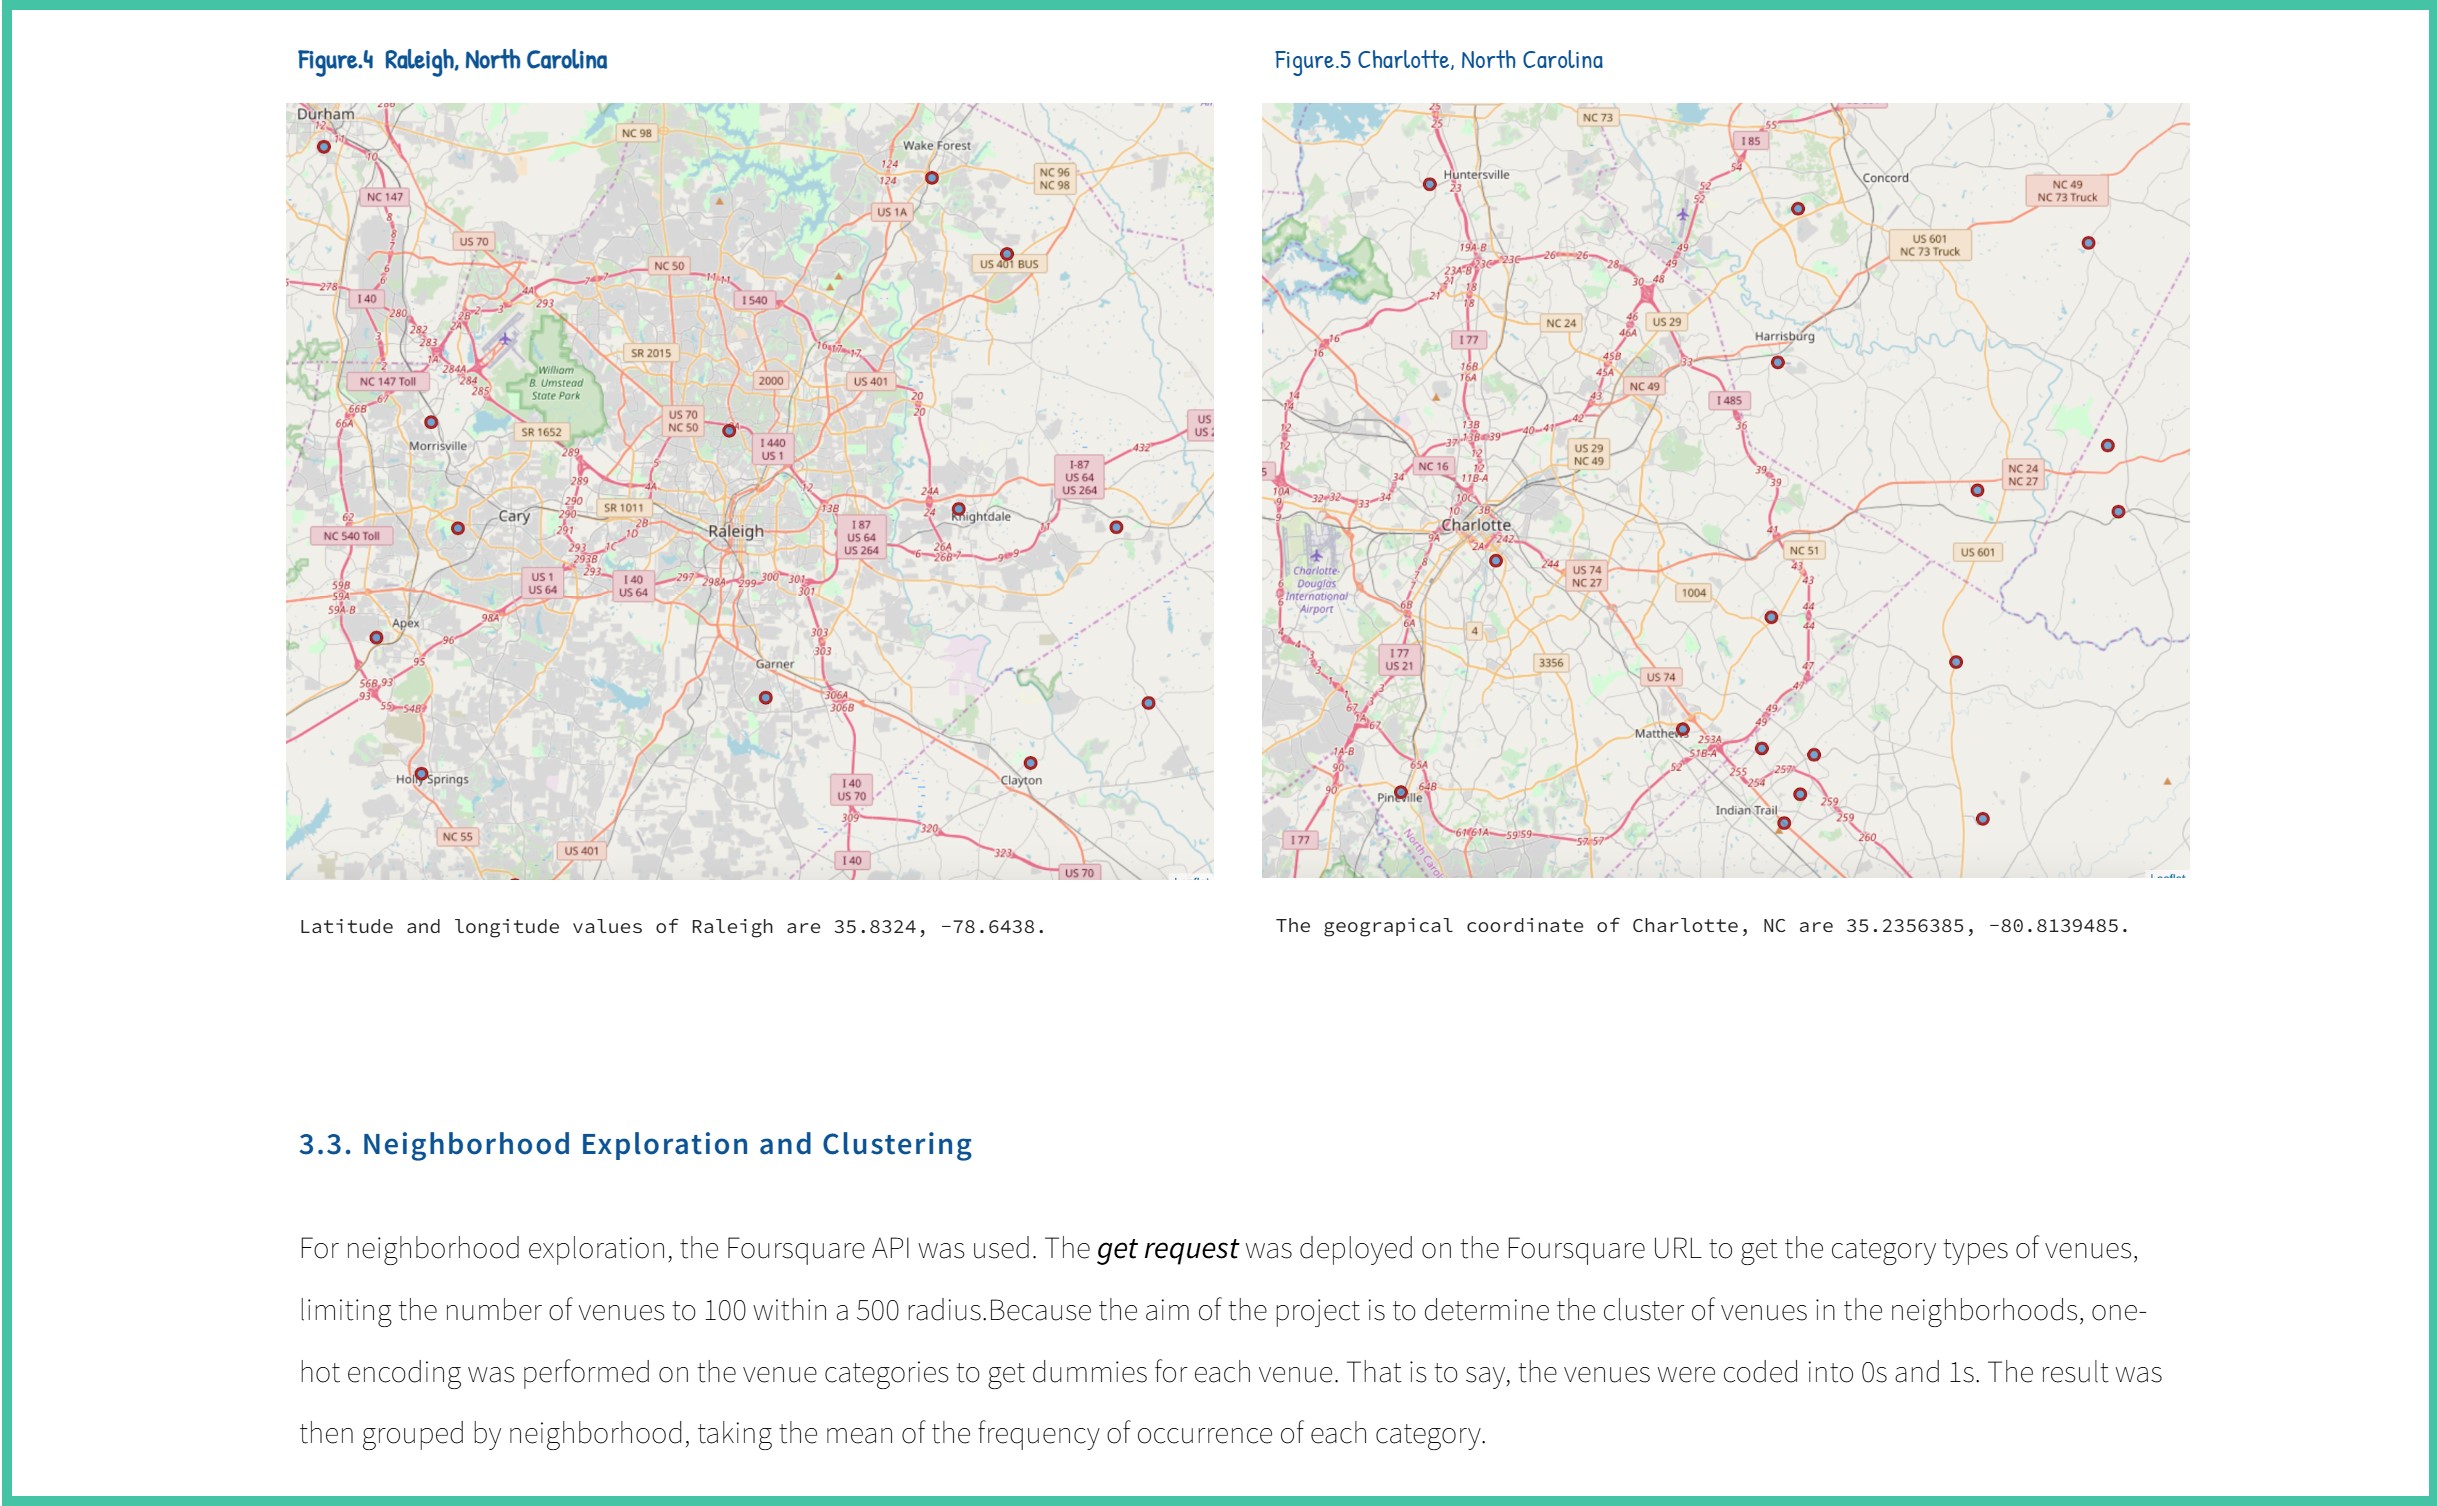 Figure.4 Raleigh, North Carolina
Figure.5 Charlotte, North Carolina
Durham
NC 98
Wake Forest
NC 96
NC 98
NC 147
US 1A
US 70
US 401 BUS
NC 50
I 40
I 540
William
B. Umstead
State Park
SR 2015
2000
US 401
NC 147 Toll
US 70
NC 50
SR 1652
Morrisville
I 440
US 1
I-87
US 64
US 264
Cary
SR 1011
Raleigh
Knightdale
NC 540 Toll
I 87
US 64
US 264
US 1
US 64
I 40
US 64
Apex
Garner
Holly Springs
Clayton
I 40
US 70
NC 55
US 401
I 40
US 70
NC 73
I 85
Huntersville
Concord
NC 49
NC 73 Truck
US 601
NC 73 Truck
NC 24
US 29
I 77
Harrisburg
NC 49
I 485
NC 16
US 29
NC 49
NC 24
NC 27
Charlotte
NC 51
US 601
Charlotte-
Douglas
International
Airport
US 74
NC 27
1004
4
I 77
US 21
3356
US 74
Matthews
Pineville
Indian Trail
I 77
Latitude and longitude values of Raleigh are 35.8324, -78.6438.
The geograpical coordinate of Charlotte, NC are 35.2356385, -80.8139485.
3.3. Neighborhood Exploration and Clustering
For neighborhood exploration, the Foursquare API was used. The get request was deployed on the Foursquare URL to get the category types of venues,
limiting the number of venues to 100 within a 500 radius.Because the aim of the project is to determine the cluster of venues in the neighborhoods, one-
hot encoding was performed on the venue categories to get dummies for each venue. That is to say, the venues were coded into 0s and 1s. The result was
then grouped by neighborhood, taking the mean of the frequency of occurrence of each category.